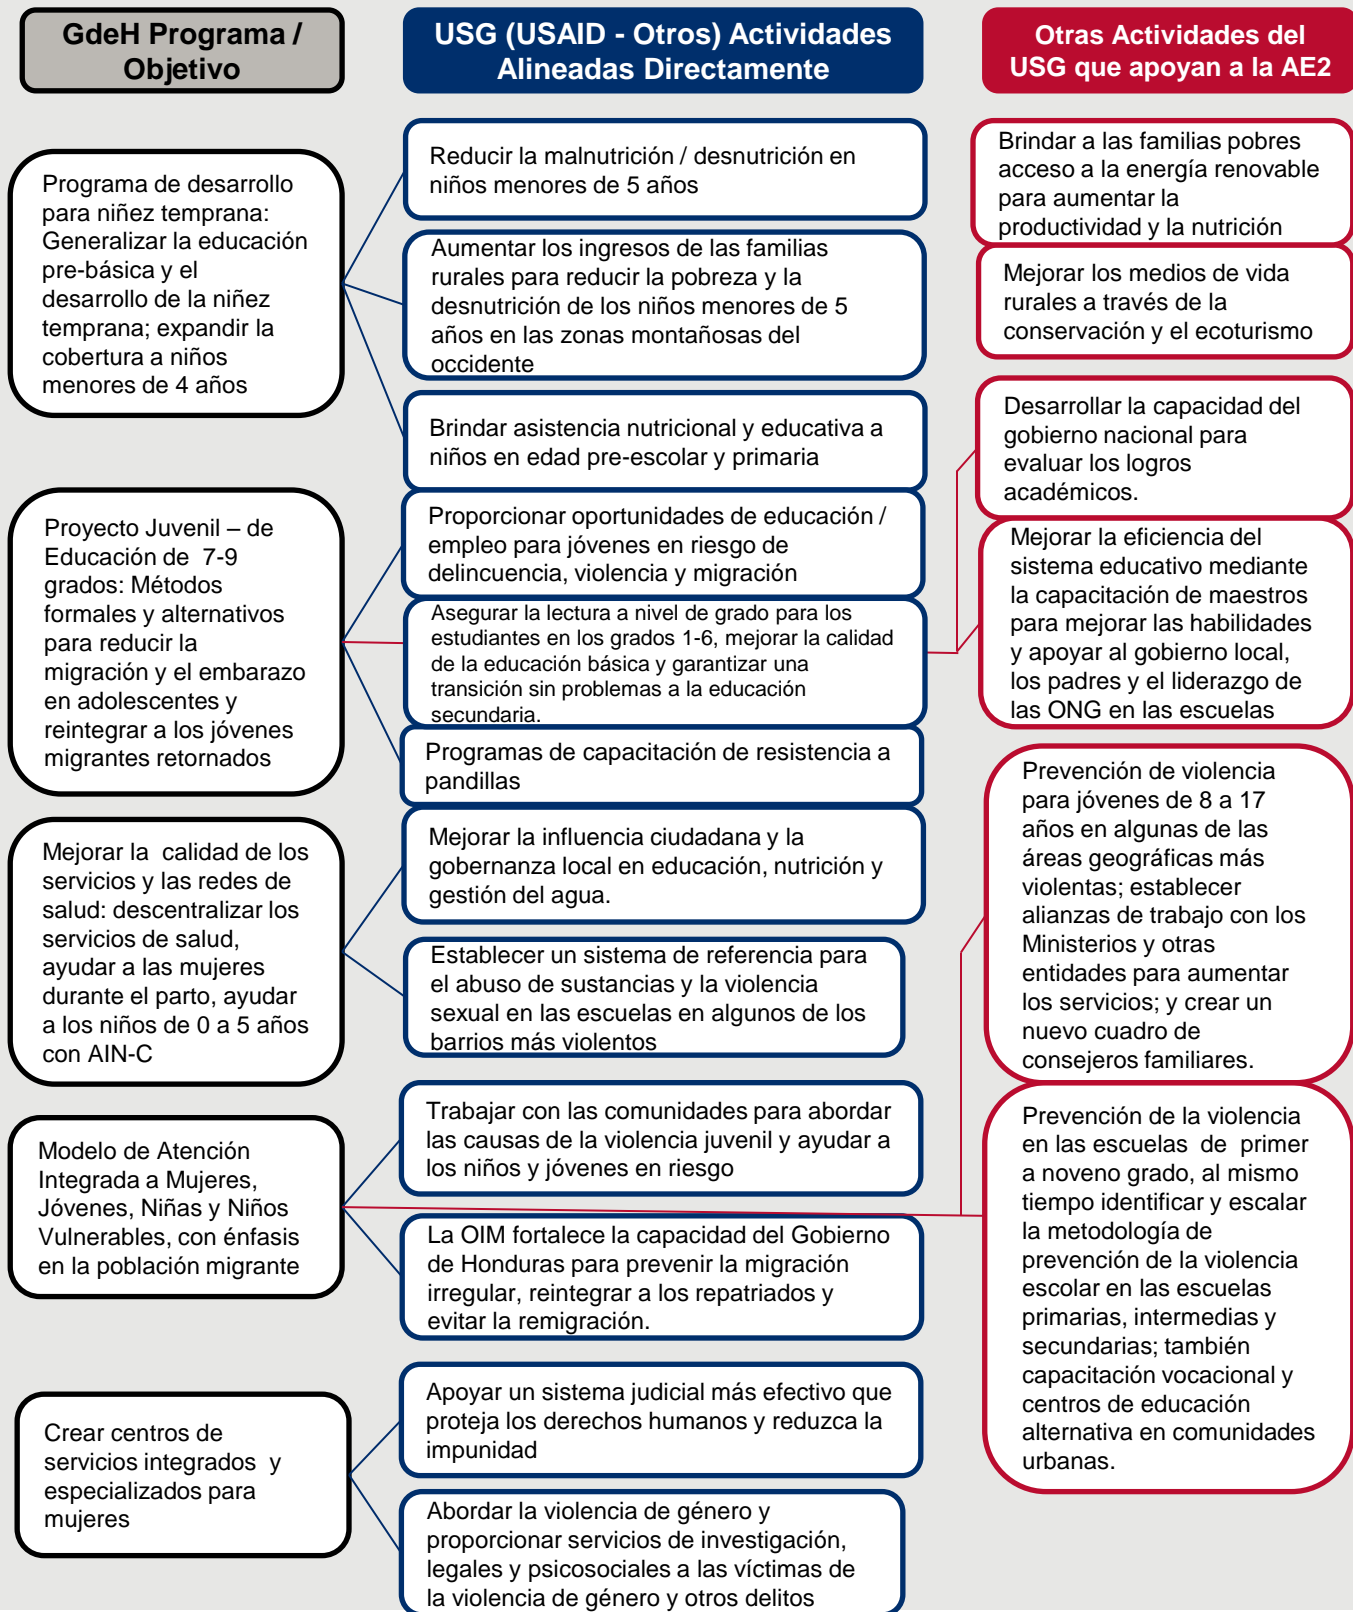 GdeH Programa /
Objetivo
USG (USAID - Otros) Actividades
Alineadas Directamente
Otras Actividades del
USG que apoyan a la AE2
Programa de desarrollo
para niñez temprana:
Generalizar la educación
pre-básica y el
desarrollo de la niñez
temprana; expandir la
cobertura a niños
menores de 4 años
Proyecto Juvenil – de
Educación de 7-9
grados: Métodos
formales y alternativos
para reducir la
migración y el embarazo
en adolescentes y
reintegrar a los jóvenes
migrantes retornados
Mejorar la calidad de los
servicios y las redes de
salud: descentralizar los
servicios de salud,
ayudar a las mujeres
durante el parto, ayudar
a los niños de 0 a 5 años
con AIN-C
Modelo de Atención
Integrada a Mujeres,
Jóvenes, Niñas y Niños
Vulnerables, con énfasis
en la población migrante
Crear centros de
servicios integrados y
especializados para
mujeres
Reducir la malnutrición / desnutrición en
niños menores de 5 años
Aumentar los ingresos de las familias
rurales para reducir la pobreza y la
desnutrición de los niños menores de 5
años en las zonas montañosas del
occidente
Brindar asistencia nutricional y educativa a
niños en edad pre-escolar y primaria
Proporcionar oportunidades de educación /
empleo para jóvenes en riesgo de
delincuencia, violencia y migración
Asegurar la lectura a nivel de grado para los
estudiantes en los grados 1-6, mejorar la calidad
de la educación básica y garantizar una
transición sin problemas a la educación
secundaria.
Programas de capacitación de resistencia a
pandillas
Mejorar la influencia ciudadana y la
gobernanza local en educación, nutrición y
gestión del agua.
Establecer un sistema de referencia para
el abuso de sustancias y la violencia
sexual en las escuelas en algunos de los
barrios más violentos
Trabajar con las comunidades para abordar
las causas de la violencia juvenil y ayudar a
los niños y jóvenes en riesgo
La OIM fortalece la capacidad del Gobierno
de Honduras para prevenir la migración
irregular, reintegrar a los repatriados y
evitar la remigración.
Apoyar un sistema judicial más efectivo que
proteja los derechos humanos y reduzca la
impunidad
Abordar la violencia de género y
proporcionar servicios de investigación,
legales y psicosociales a las víctimas de
la violencia de género y otros delitos
Brindar a las familias pobres
acceso a la energía renovable
para aumentar la
productividad y la nutrición
Mejorar los medios de vida
rurales a través de la
conservación y el ecoturismo
Desarrollar la capacidad del
gobierno nacional para
evaluar los logros
académicos.
Mejorar la eficiencia del
sistema educativo mediante
la capacitación de maestros
para mejorar las habilidades
y apoyar al gobierno local,
los padres y el liderazgo de
las ONG en las escuelas
Prevención de violencia
para jóvenes de 8 a 17
años en algunas de las
áreas geográficas más
violentas; establecer
alianzas de trabajo con los
Ministerios y otras
entidades para aumentar
los servicios; y crear un
nuevo cuadro de
consejeros familiares.
Prevención de la violencia
en las escuelas de primer
a noveno grado, al mismo
tiempo identificar y escalar
la metodología de
prevención de la violencia
escolar en las escuelas
primarias, intermedias y
secundarias; también
capacitación vocacional y
centros de educación
alternativa en comunidades
urbanas.